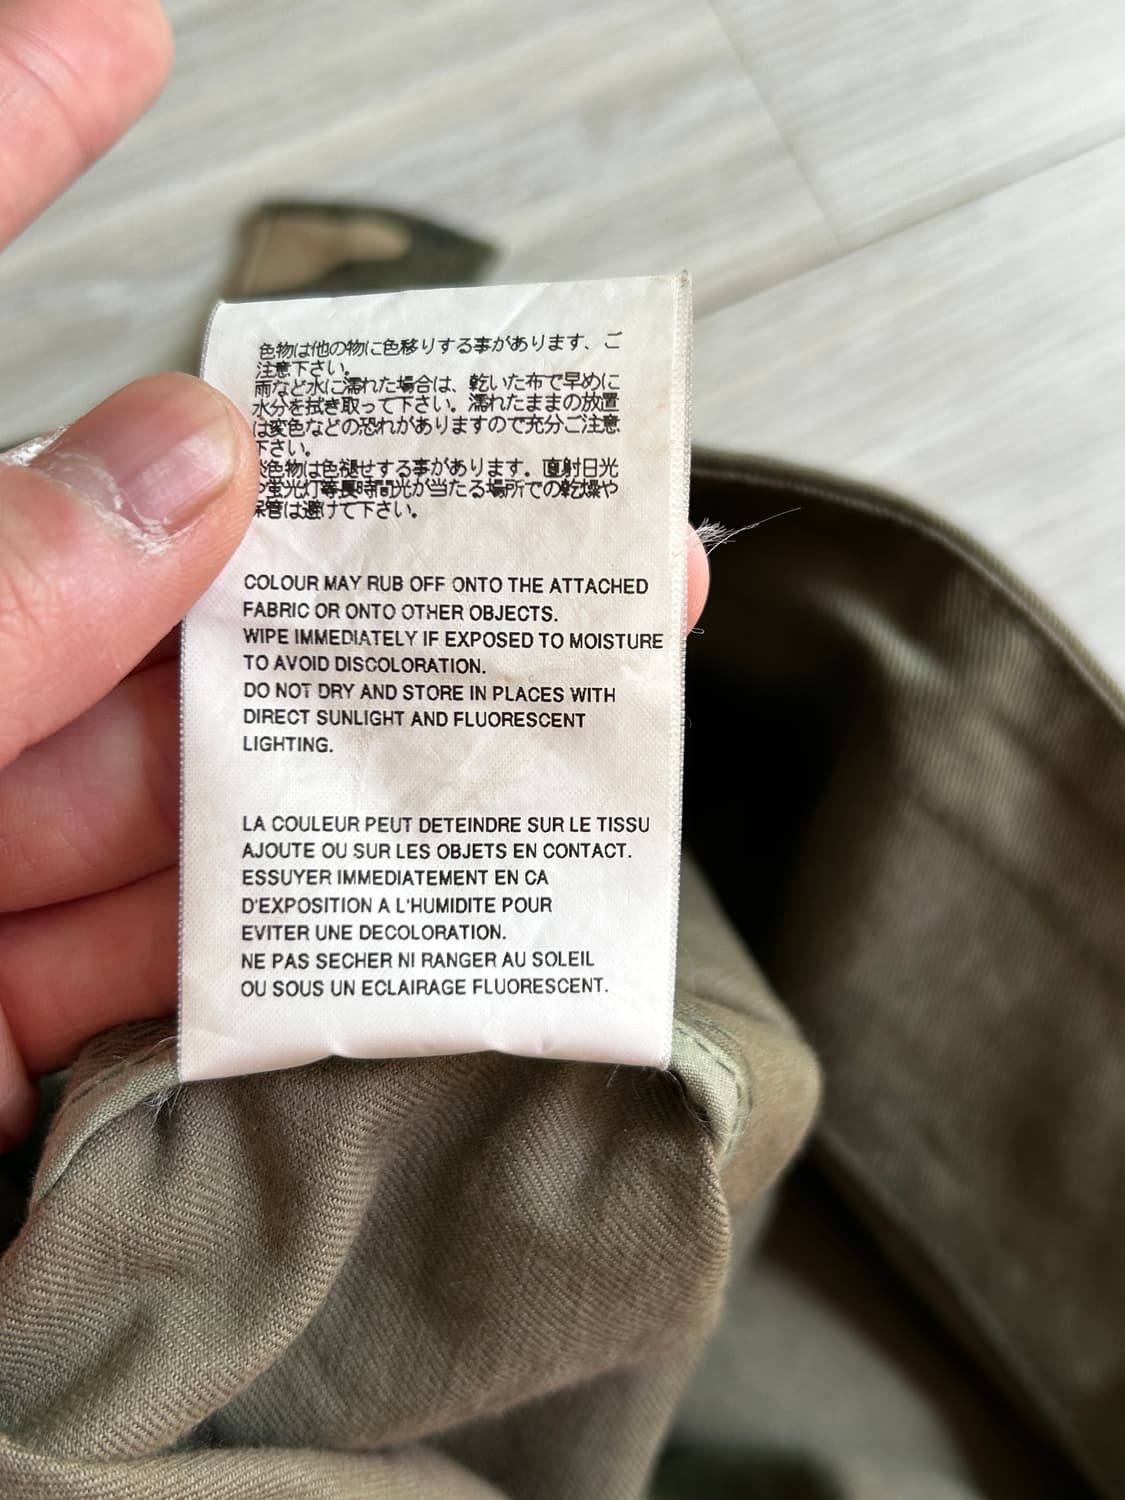 色物は他の物に色移りする事があります、ご
注意下さい。
雨など水に濡れた場合は、乾いた布で早めに
水分を拭き取って下さい。濡れたままの放置
は変色などの恐れがありますので充分ご注意
下さい。
色物は色褪せする事があります。直射日光
蛍光灯等長時間光が当たる場所での乾燥や
保管は避けて下さい。
COLOUR MAY RUB OFF ONTO THE ATTACHED
FABRIC OR ONTO OTHER OBJECTS.
WIPE IMMEDIATELY IF EXPOSED TO MOISTURE
TO AVOID DISCOLORATION.
DO NOT DRY AND STORE IN PLACES WITH
DIRECT SUNLIGHT AND FLUORESCENT
LIGHTING.
LA COULEUR PEUT DETEINDRE SUR LE TISSU
AJOUTE OU SUR LES OBJETS EN CONTACT.
ESSUYER IMMEDIATEMENT EN CA
D'EXPOSITION A L'HUMIDITE POUR
EVITER UNE DECOLORATION.
NE PAS SECHER NI RANGER AU SOLEIL
OU SOUS UN ECLAIRAGE FLUORESCENT.